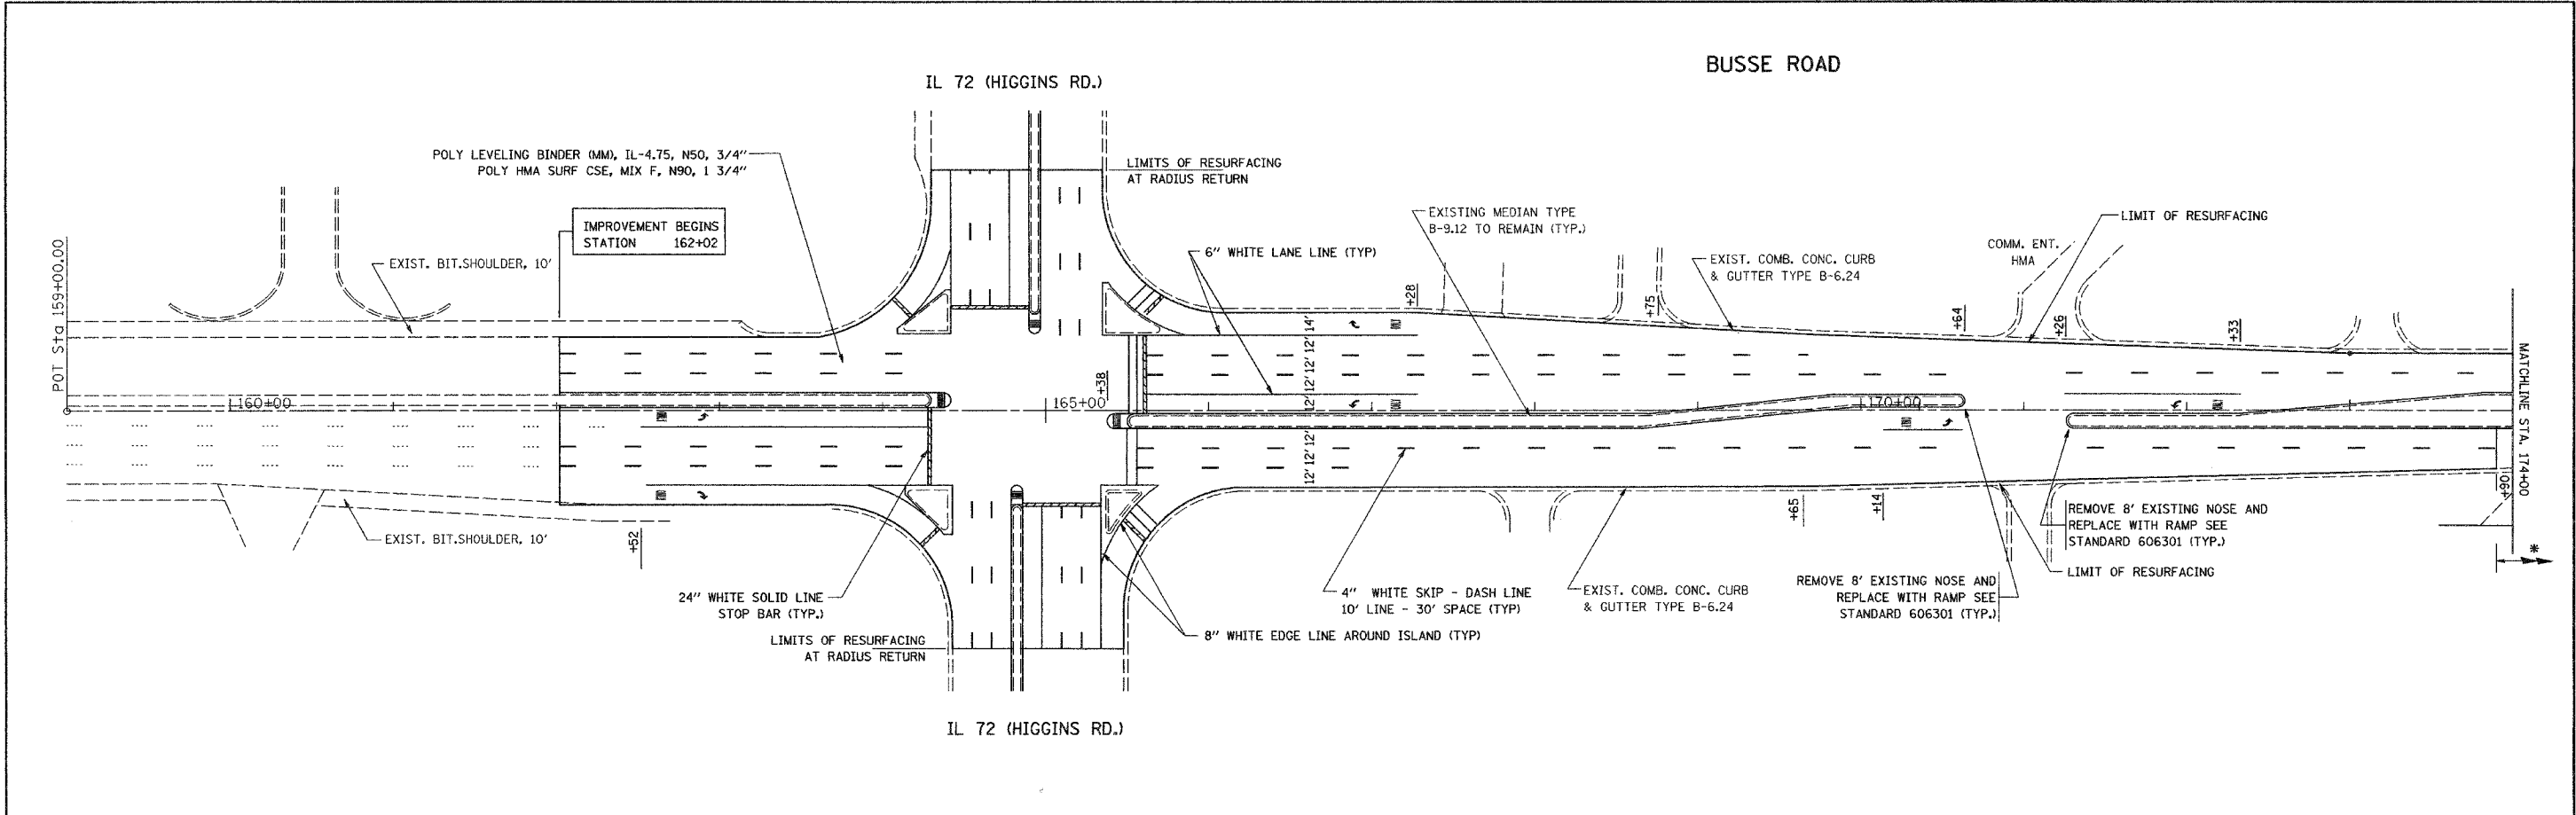 BUSSE ROAD
IL 72 (HIGGINS RD.)
POLY LEVELING BINDER (MM), IL-4.75, N50, 3/4"
POLY HMA SURF CSE, MIX F, N90, 1 3/4"
LIMITS OF RESURFACING
AT RADIUS RETURN
IMPROVEMENT BEGINS
STATION 162+02
EXIST. BIT.SHOULDER, 10'
EXISTING MEDIAN TYPE
B-9.12 TO REMAIN (TYP.)
LIMIT OF RESURFACING
6" WHITE LANE LINE (TYP)
EXIST. COMB. CONC. CURB
& GUTTER TYPE B-6.24
COMM. ENT.
HMA
POT Sta 159+00.00
+28
+75
+64
+26
+33
12' 12' 12' 12' 14'
160+00
+38
165+00
170+00
MATCHLINE STA. 174+00
12' 12' 12'
+52
+65
+14
+90
EXIST. BIT.SHOULDER, 10'
REMOVE 8' EXISTING NOSE AND
REPLACE WITH RAMP SEE
STANDARD 606301 (TYP.)
*
LIMIT OF RESURFACING
24" WHITE SOLID LINE
STOP BAR (TYP.)
4" WHITE SKIP - DASH LINE
10' LINE - 30' SPACE (TYP)
EXIST. COMB. CONC. CURB
& GUTTER TYPE B-6.24
REMOVE 8' EXISTING NOSE AND
REPLACE WITH RAMP SEE
STANDARD 606301 (TYP.)
8" WHITE EDGE LINE AROUND ISLAND (TYP)
LIMITS OF RESURFACING
AT RADIUS RETURN
IL 72 (HIGGINS RD.)